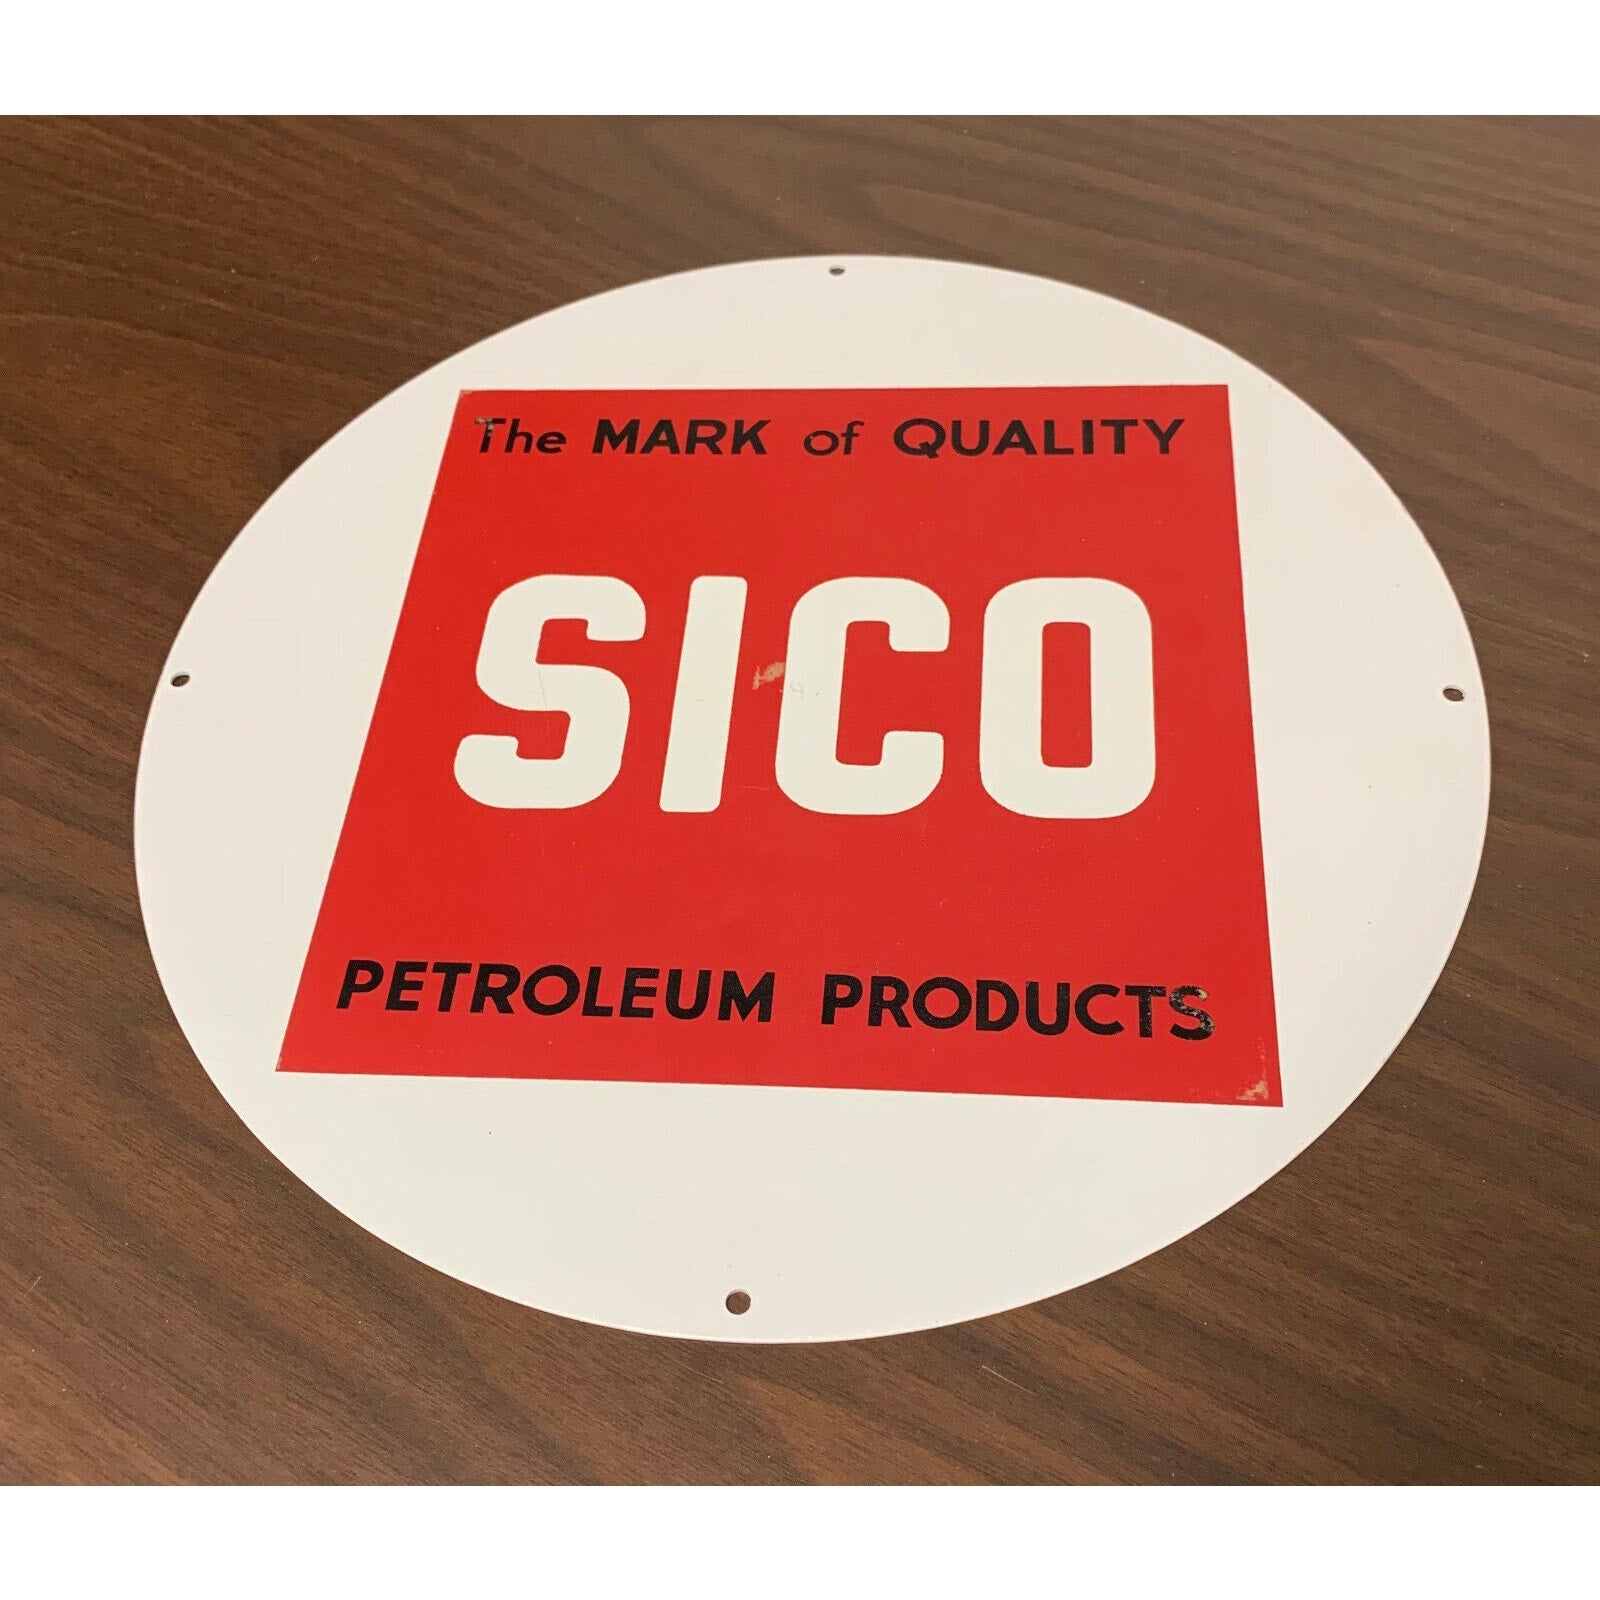 The MARK of QUALITY
SICO
PETROLEUM PRODUCTS